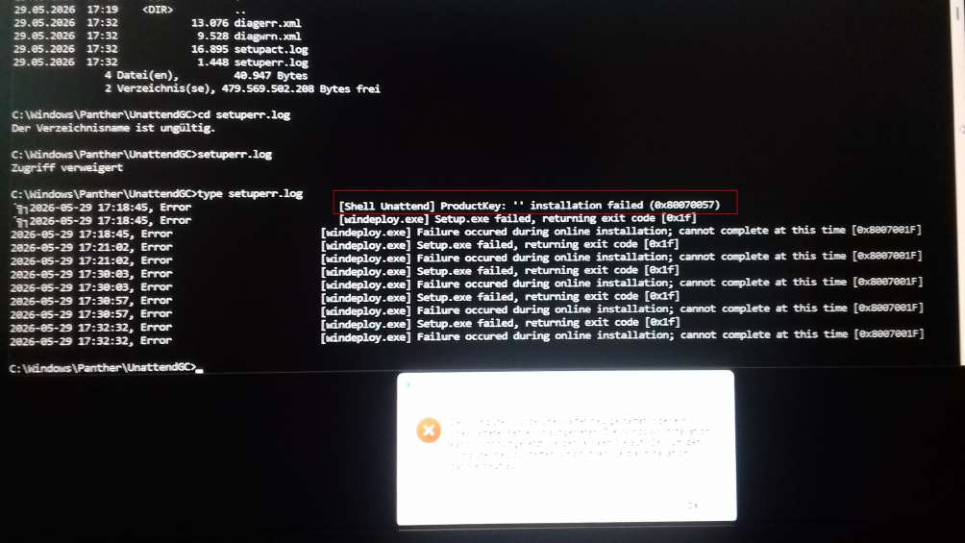 29.05.2026 17:19 <DIR> ..
29.05.2026 17:32 13.076 diagerr.xml
29.05.2026 17:32 9.528 diagwrn.xml
29.05.2026 17:32 16.895 setupact.log
29.05.2026 17:32 1.448 setuperr.log
4 Datei(en), 40.947 Bytes
2 Verzeichnis(se), 479.569.502.208 Bytes frei
C:\Windows\Panther\UnattendGC>cd setuperr.log
Der Verzeichnisname ist ungültig.
C:\Windows\Panther\UnattendGC>setuperr.log
Zugriff verweigert
C:\Windows\Panther\UnattendGC>type setuperr.log
2026-05-29 17:18:45, Error [Shell Unattend] ProductKey: '' installation failed (0x80070057)
2026-05-29 17:18:45, Error [windeploy.exe] Setup.exe failed, returning exit code [0x1f]
2026-05-29 17:18:45, Error [windeploy.exe] Failure occured during online installation; cannot complete at this time [0x8007001F]
2026-05-29 17:21:02, Error [windeploy.exe] Setup.exe failed, returning exit code [0x1f]
2026-05-29 17:21:02, Error [windeploy.exe] Failure occured during online installation; cannot complete at this time [0x8007001F]
2026-05-29 17:30:03, Error [windeploy.exe] Setup.exe failed, returning exit code [0x1f]
2026-05-29 17:30:03, Error [windeploy.exe] Failure occured during online installation; cannot complete at this time [0x8007001F]
2026-05-29 17:30:57, Error [windeploy.exe] Setup.exe failed, returning exit code [0x1f]
2026-05-29 17:30:57, Error [windeploy.exe] Failure occured during online installation; cannot complete at this time [0x8007001F]
2026-05-29 17:32:32, Error [windeploy.exe] Setup.exe failed, returning exit code [0x1f]
2026-05-29 17:32:32, Error [windeploy.exe] Failure occured during online installation; cannot complete at this time [0x8007001F]
C:\Windows\Panther\UnattendGC>